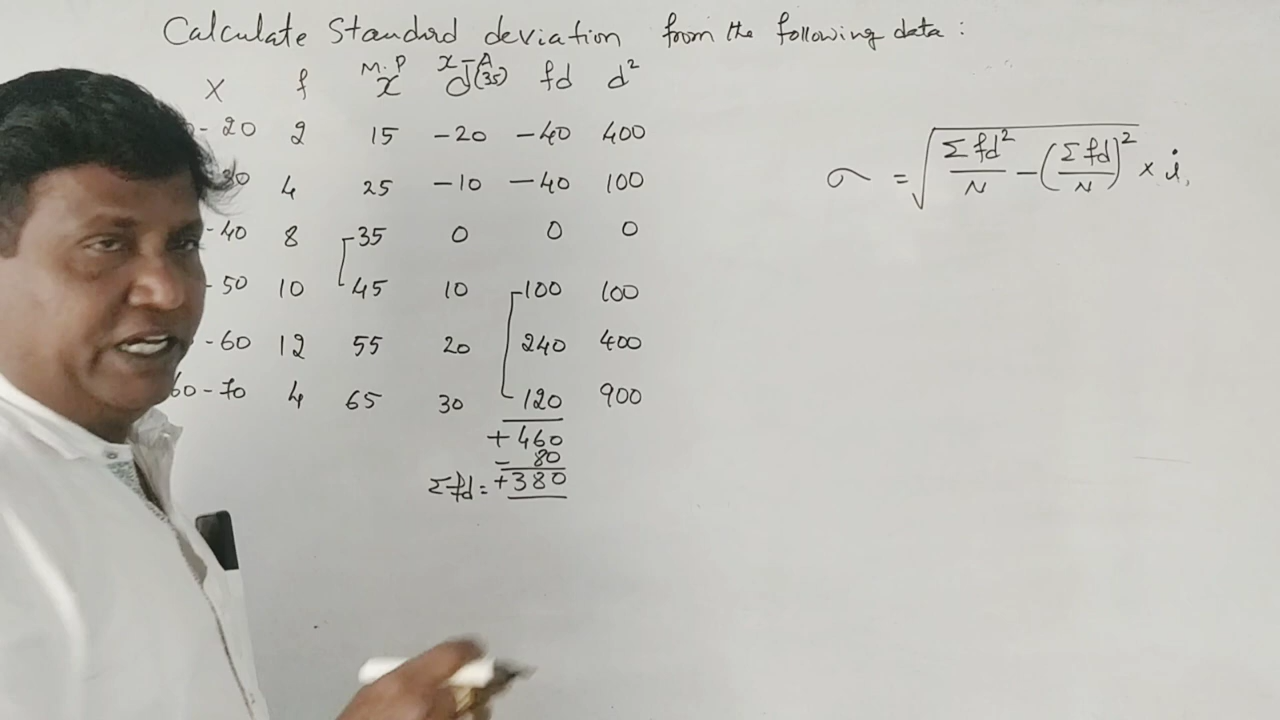 Calculate Standard deviation from the following data :
X f M.P x x-A d(35) fd d²
- 20 2 15 -20 -40 400
30 4 25 -10 -40 100
-40 8 35 0 0 0
- 50 10 45 10 100 100
- 60 12 55 20 240 400
60 - 70 4 65 30 120 900
+ 460
- 80
Σfd = +380
σ = √(Σfd²/N - (Σfd/N)²) × i